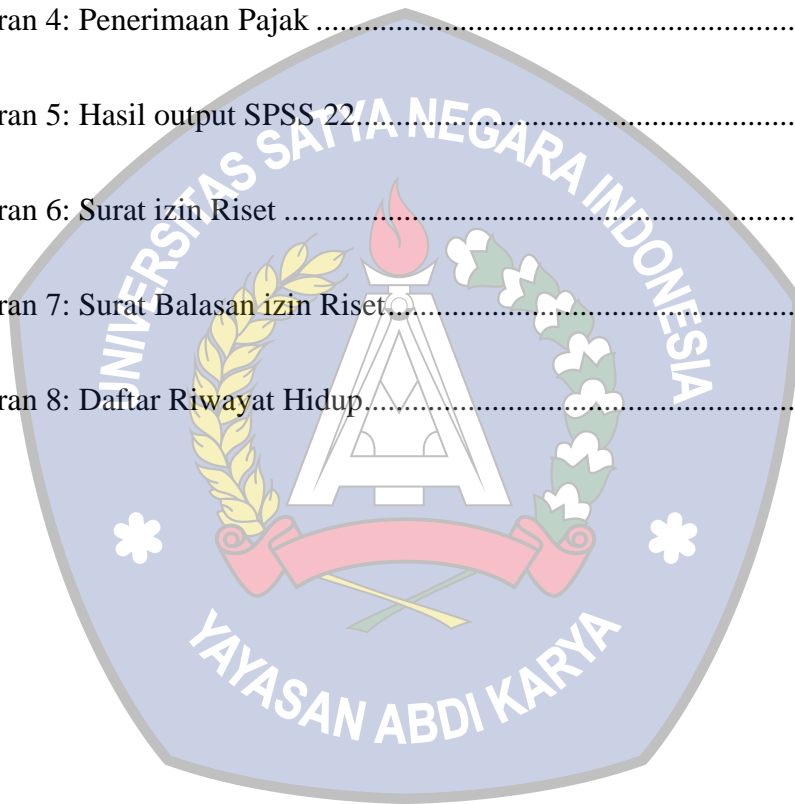 ran 4: Penerimaan Pajak ................................................................
ran 5: Hasil output SPSS 22..........................................................
ran 6: Surat izin Riset .....................................................................
ran 7: Surat Balasan izin Riset......................................................
ran 8: Daftar Riwayat Hidup.........................................................
UNIVERSITAS SATYA NEGARA INDONESIA
YAYASAN ABDI KARYA